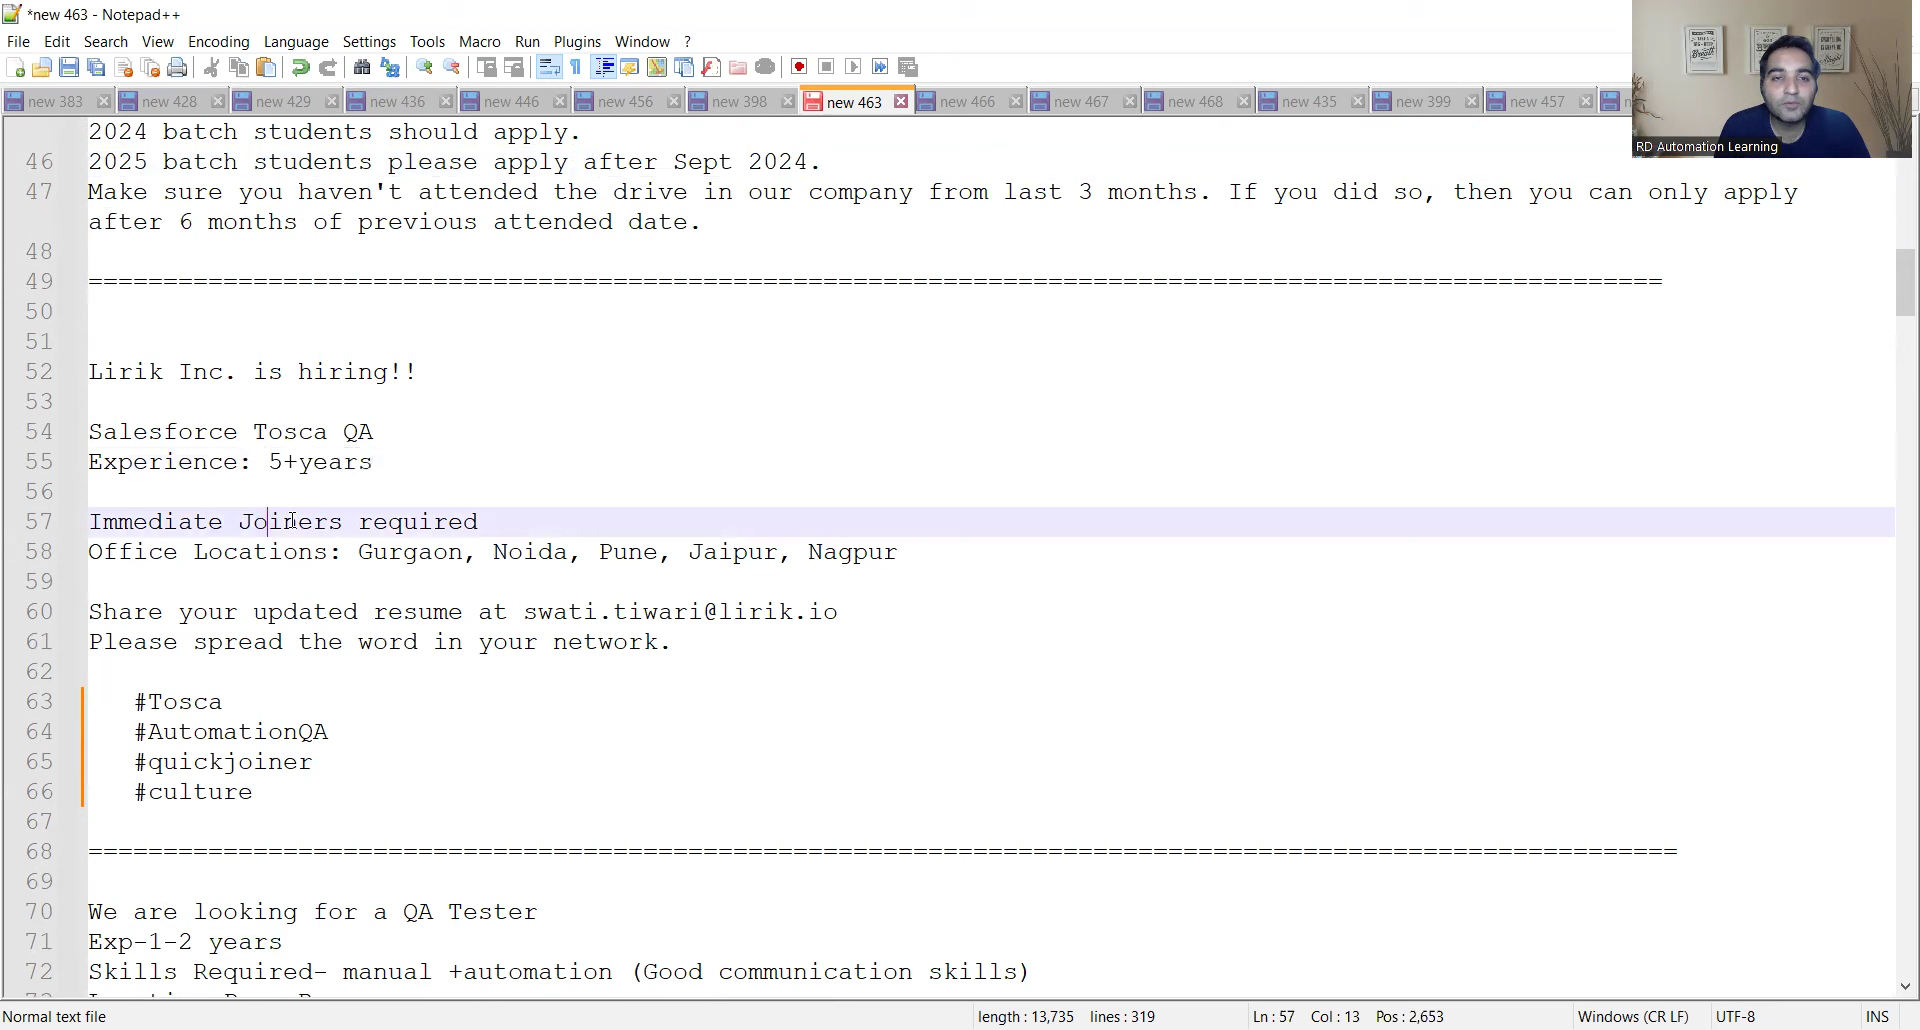 *new 463 - Notepad++
File Edit Search View Encoding Language Settings Tools Macro Run Plugins Window ?
new 383 new 428 new 429 new 436 new 446 new 456 new 398 new 463 new 466 new 467 new 468 new 435 new 399 new 457
RD Automation Learning
2024 batch students should apply.
46 2025 batch students please apply after Sept 2024.
47 Make sure you haven't attended the drive in our company from last 3 months. If you did so, then you can only apply
after 6 months of previous attended date.
48
49 =========================================================================================================
50
51
52 Lirik Inc. is hiring!!
53
54 Salesforce Tosca QA
55 Experience: 5+years
56
57 Immediate Joiners required
58 Office Locations: Gurgaon, Noida, Pune, Jaipur, Nagpur
59
60 Share your updated resume at swati.tiwari@lirik.io
61 Please spread the word in your network.
62
63 #Tosca
64 #AutomationQA
65 #quickjoiner
66 #culture
67
68 ==========================================================================================================
69
70 We are looking for a QA Tester
71 Exp-1-2 years
72 Skills Required- manual +automation (Good communication skills)
Normal text file length : 13,735 lines : 319 Ln : 57 Col : 13 Pos : 2,653 Windows (CR LF) UTF-8 INS